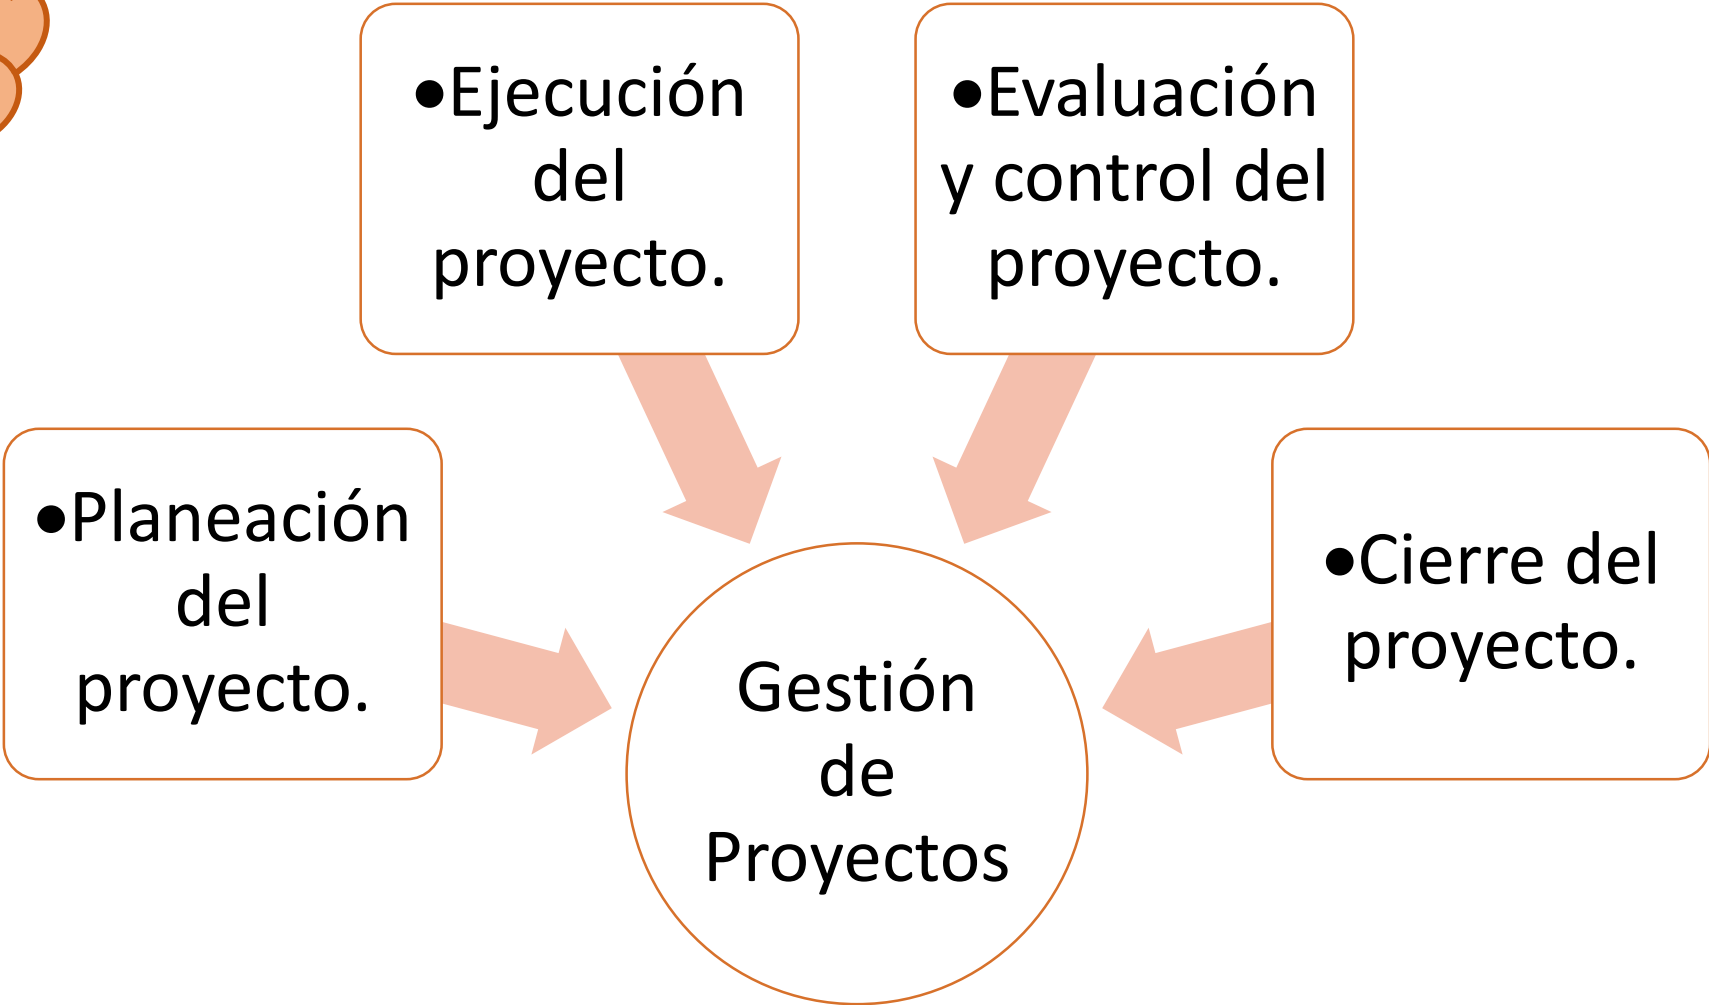 •Ejecución
del
proyecto.
•Evaluación
y control del
proyecto.
•Planeación
del
proyecto.
•Cierre del
proyecto.
Gestión
de
Proyectos